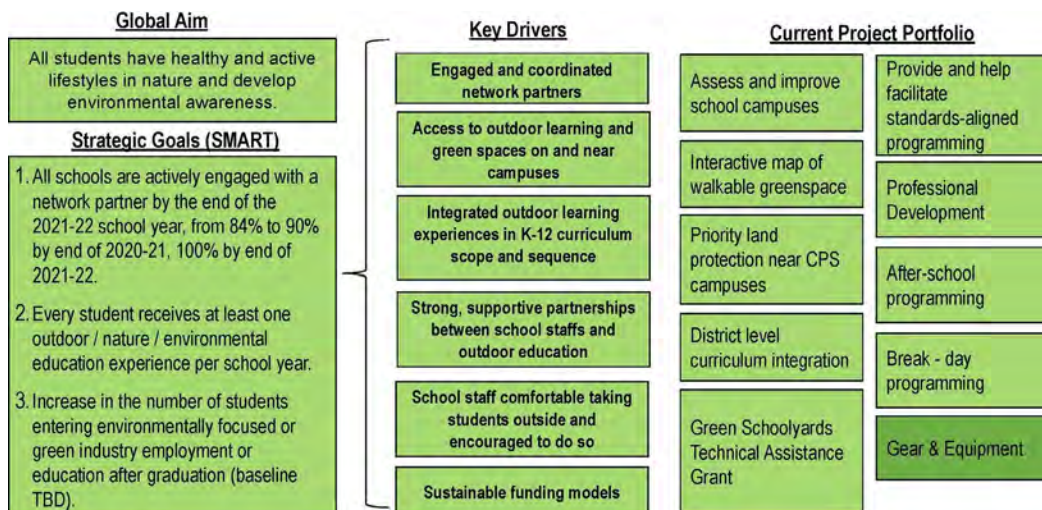 Global Aim
All students have healthy and active
lifestyles in nature and develop
environmental awareness.
Strategic Goals (SMART)
1. All schools are actively engaged with a
network partner by the end of the
2021-22 school year, from 84% to 90%
by end of 2020-21, 100% by end of
2021-22.
2. Every student receives at least one
outdoor / nature / environmental
education experience per school year.
3. Increase in the number of students
entering environmentally focused or
green industry employment or
education after graduation (baseline
TBD).
Key Drivers
Engaged and coordinated
network partners
Access to outdoor learning and
green spaces on and near
campuses
Integrated outdoor learning
experiences in K-12 curriculum
scope and sequence
Strong, supportive partnerships
between school staffs and
outdoor education
School staff comfortable taking
students outside and
encouraged to do so
Sustainable funding models
Current Project Portfolio
Assess and improve
school campuses
Interactive map of
walkable greenspace
Priority land
protection near CPS
campuses
District level
curriculum integration
Green Schoolyards
Technical Assistance
Grant
Provide and help
facilitate
standards-aligned
programming
Professional
Development
After-school
programming
Break - day
programming
Gear & Equipment